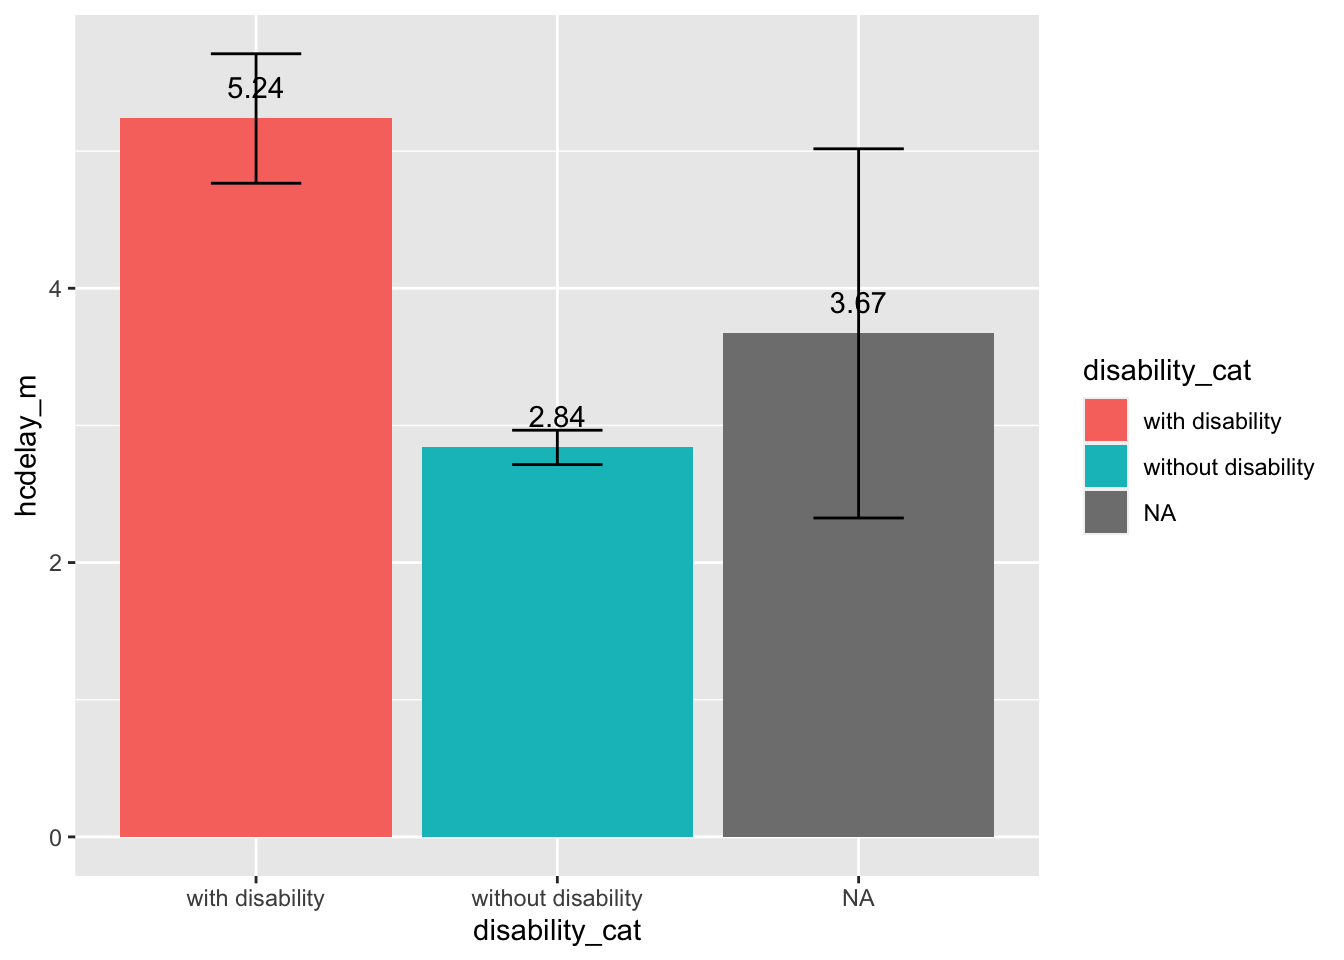 5.24
2.84
3.67
4
2
0
hcdelay_m
with disability
without disability
NA
disability_cat
disability_cat
with disability
without disability
NA